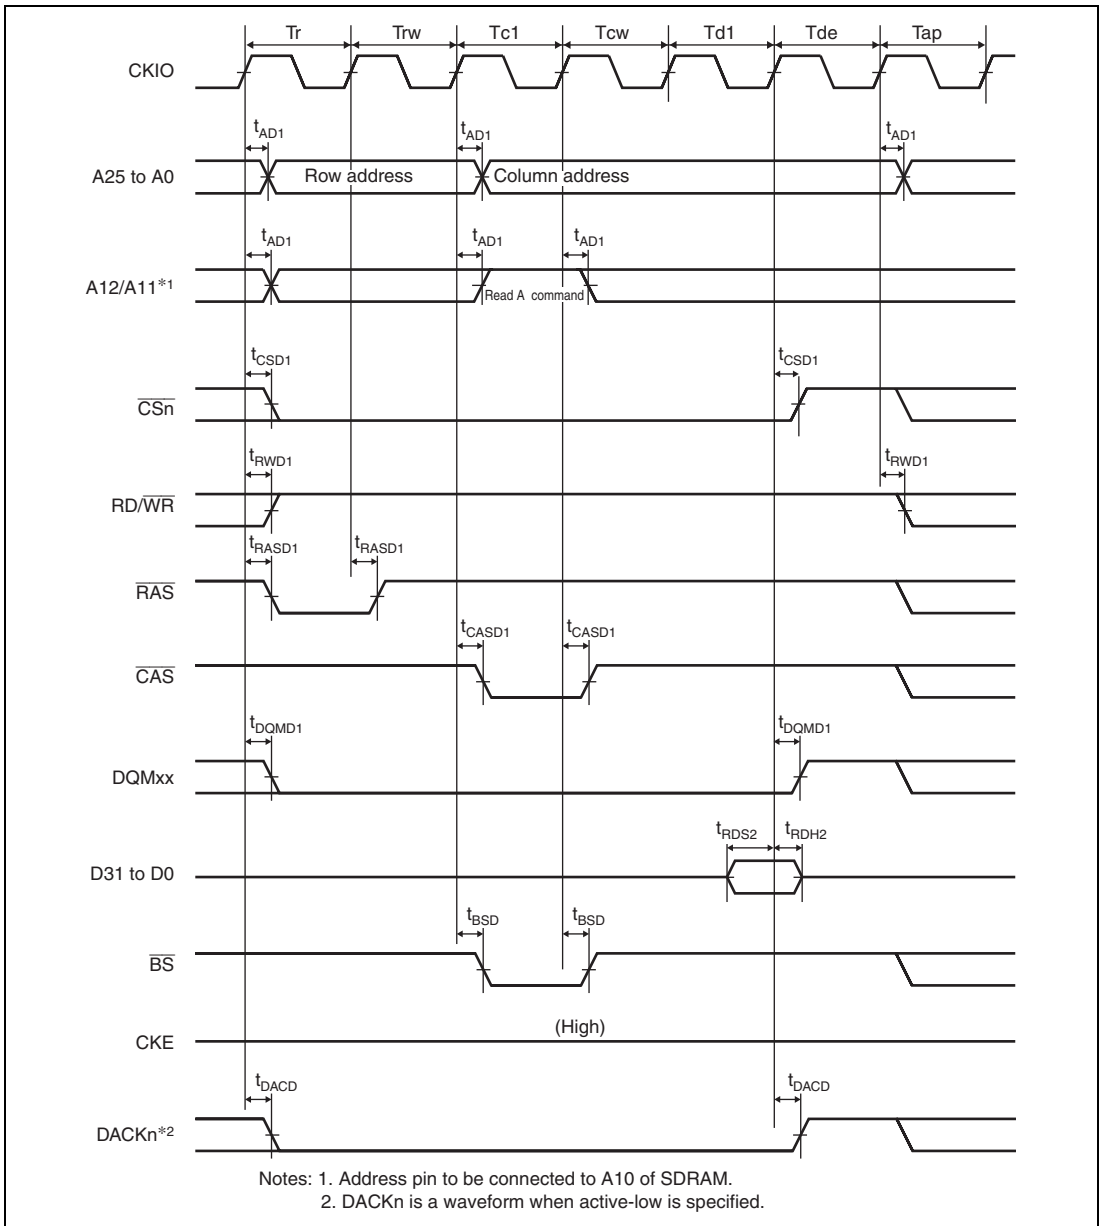 Tr Trw Tc1 Tcw Td1 Tde Tap
CKIO
tAD1 tAD1 tAD1
A25 to A0 Row address Column address
tAD1 tAD1 tAD1
A12/A11*1 Read A command
tCSD1 tCSD1
CSn
tRWD1 tRWD1
RD/WR
tRASD1 tRASD1
RAS
tCASD1 tCASD1
CAS
tDQMD1 tDQMD1
DQMxx
tRDS2 tRDH2
D31 to D0
tBSD tBSD
BS
(High)
CKE
tDACD tDACD
DACKn*2
Notes: 1. Address pin to be connected to A10 of SDRAM.
2. DACKn is a waveform when active-low is specified.